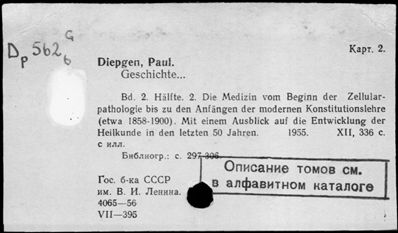 Dp 562 G
6
Карт. 2.
Diepgen, Paul.
Geschichte...
Bd. 2. Hälfte. 2. Die Medizin vom Beginn der Zellular-
pathologie bis zu den Anfängen der modernen Konstitutionslehre
(etwa 1858-1900). Mit einem Ausblick auf die Entwicklung der
Heilkunde in den letzten 50 Jahren. 1955. XII, 336 с.
с илл.
Библиогр.: с. 297-306.
Описание томов см.
в алфавитном каталоге
Гос. б-ка СССР
им. В. И. Ленина.
4065—56
VII—395